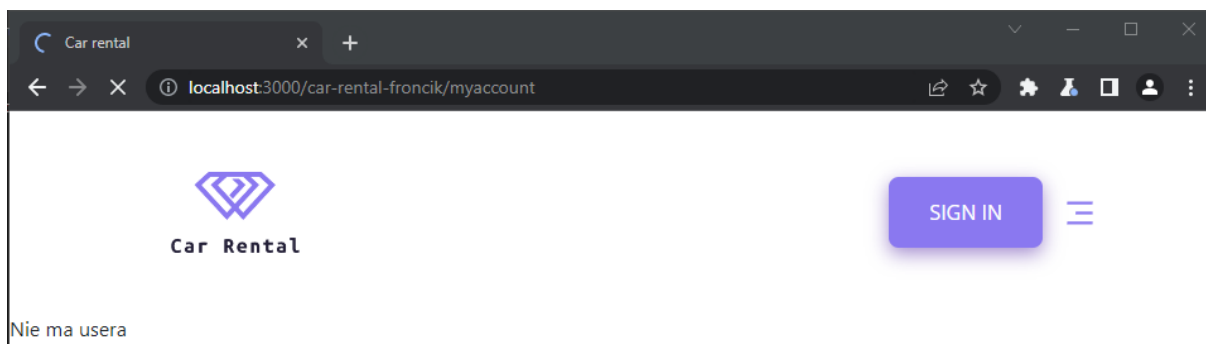 Car rental
localhost:3000/car-rental-froncik/myaccount
SIGN IN
Car Rental
Nie ma usera